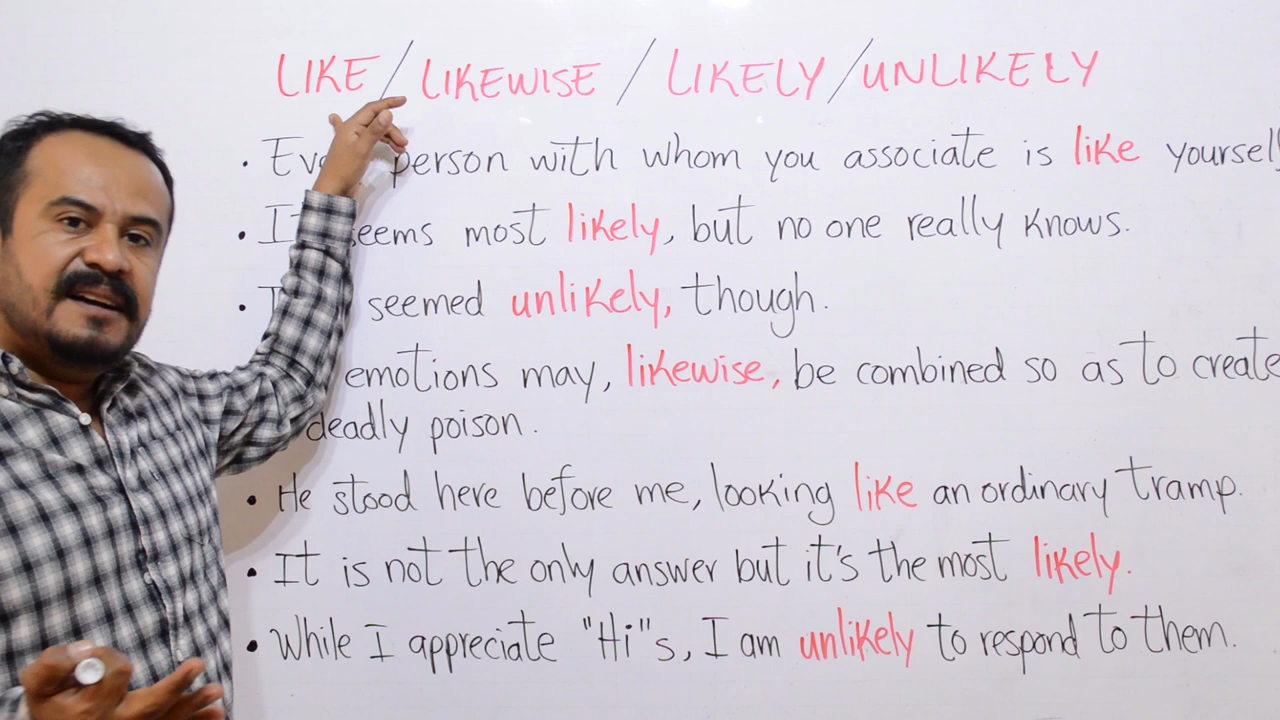 LIKE / LIKEWISE / LIKELY / UNLIKELY
• person with whom you associate is like
• seems most likely, but no one really knows.
• seemed unlikely, though.
emotions may, likewise, be combined so as to create
deadly poison.
• He stood here before me, looking like an ordinary tramp.
• It is not the only answer but it's the most likely.
• While I appreciate "Hi"s, I am unlikely to respond to them.